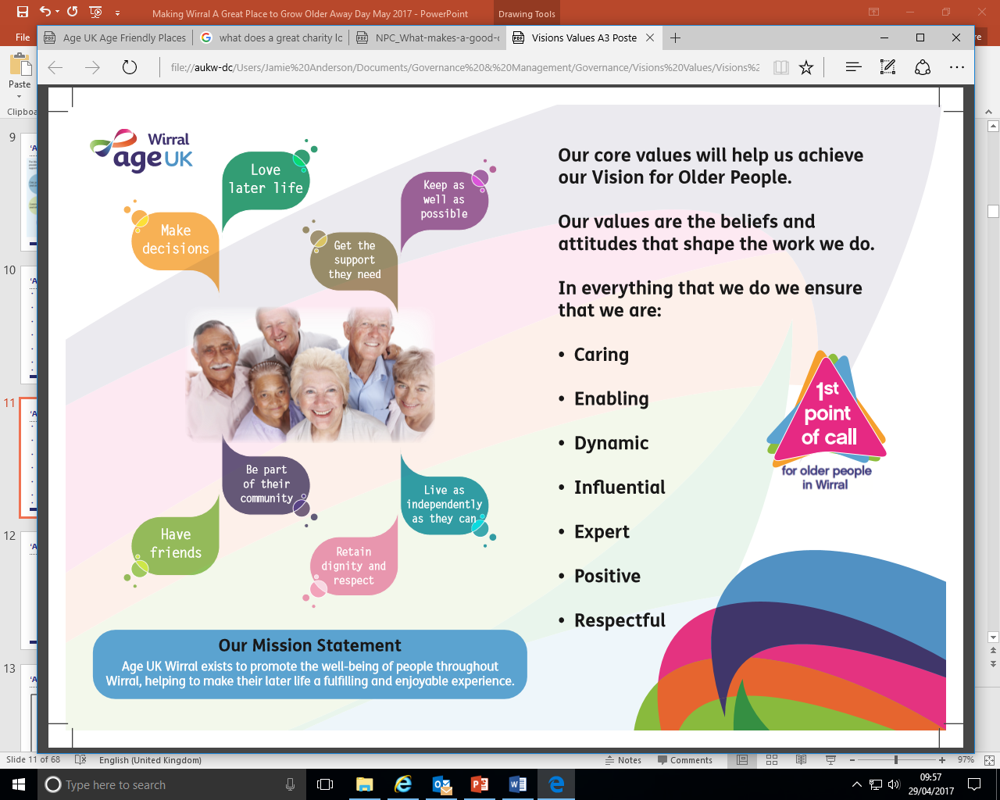 Making Wirral A Great Place to Grow Older Away Day May 2017 - PowerPoint
Drawing Tools
File
Age UK Age Friendly Places
what does a great charity lo
NPC_What-makes-a-good-c
Visions Values A3 Poste
file://aukw-dc/Users/Jamie%20Anderson/Documents/Governance%20&%20Management/Governance/Visions%20Values/Visions%2
Paste
Clipboa
9
10
11
12
13
Wirral
age UK
Love
later life
Keep as
well as
possible
Make
decisions
Get the
support
they need
Be part
of their
community
Live as
independently
as they can
Have
friends
Retain
dignity and
respect
Our Mission Statement
Age UK Wirral exists to promote the well-being of people throughout
Wirral, helping to make their later life a fulfilling and enjoyable experience.
Our core values will help us achieve
our Vision for Older People.
Our values are the beliefs and
attitudes that shape the work we do.
In everything that we do we ensure
that we are:
• Caring
• Enabling
• Dynamic
• Influential
• Expert
• Positive
• Respectful
1st
point
of call
for older people
in Wirral
Slide 11 of 68
English (United Kingdom)
Notes
Comments
97%
Type here to search
09:57
29/04/2017